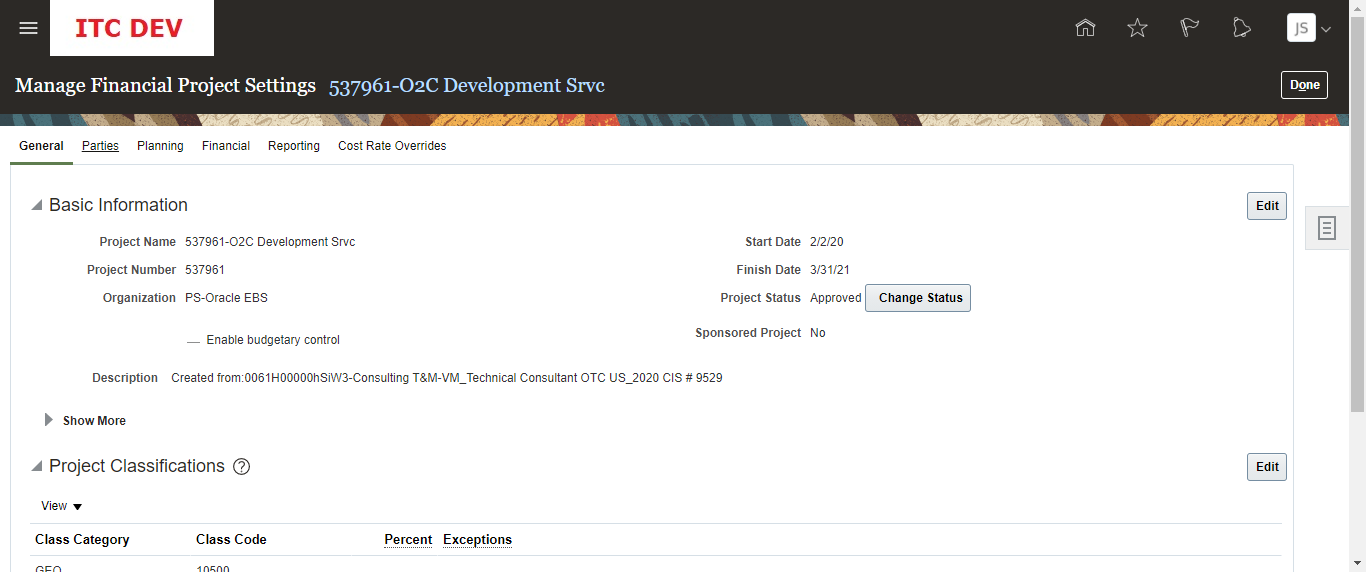 ITC DEV
JS
Manage Financial Project Settings 537961-O2C Development Srvc
Done
General Parties Planning Financial Reporting Cost Rate Overrides
Basic Information
Edit
Project Name 537961-O2C Development Srvc
Start Date 2/2/20
Project Number 537961
Finish Date 3/31/21
Organization PS-Oracle EBS
Project Status Approved Change Status
Enable budgetary control
Sponsored Project No
Description Created from:0061H00000hSiW3-Consulting T&M-VM_Technical Consultant OTC US_2020 CIS # 9529
Show More
Project Classifications ?
Edit
View
Class Category Class Code Percent Exceptions
GEO 10500